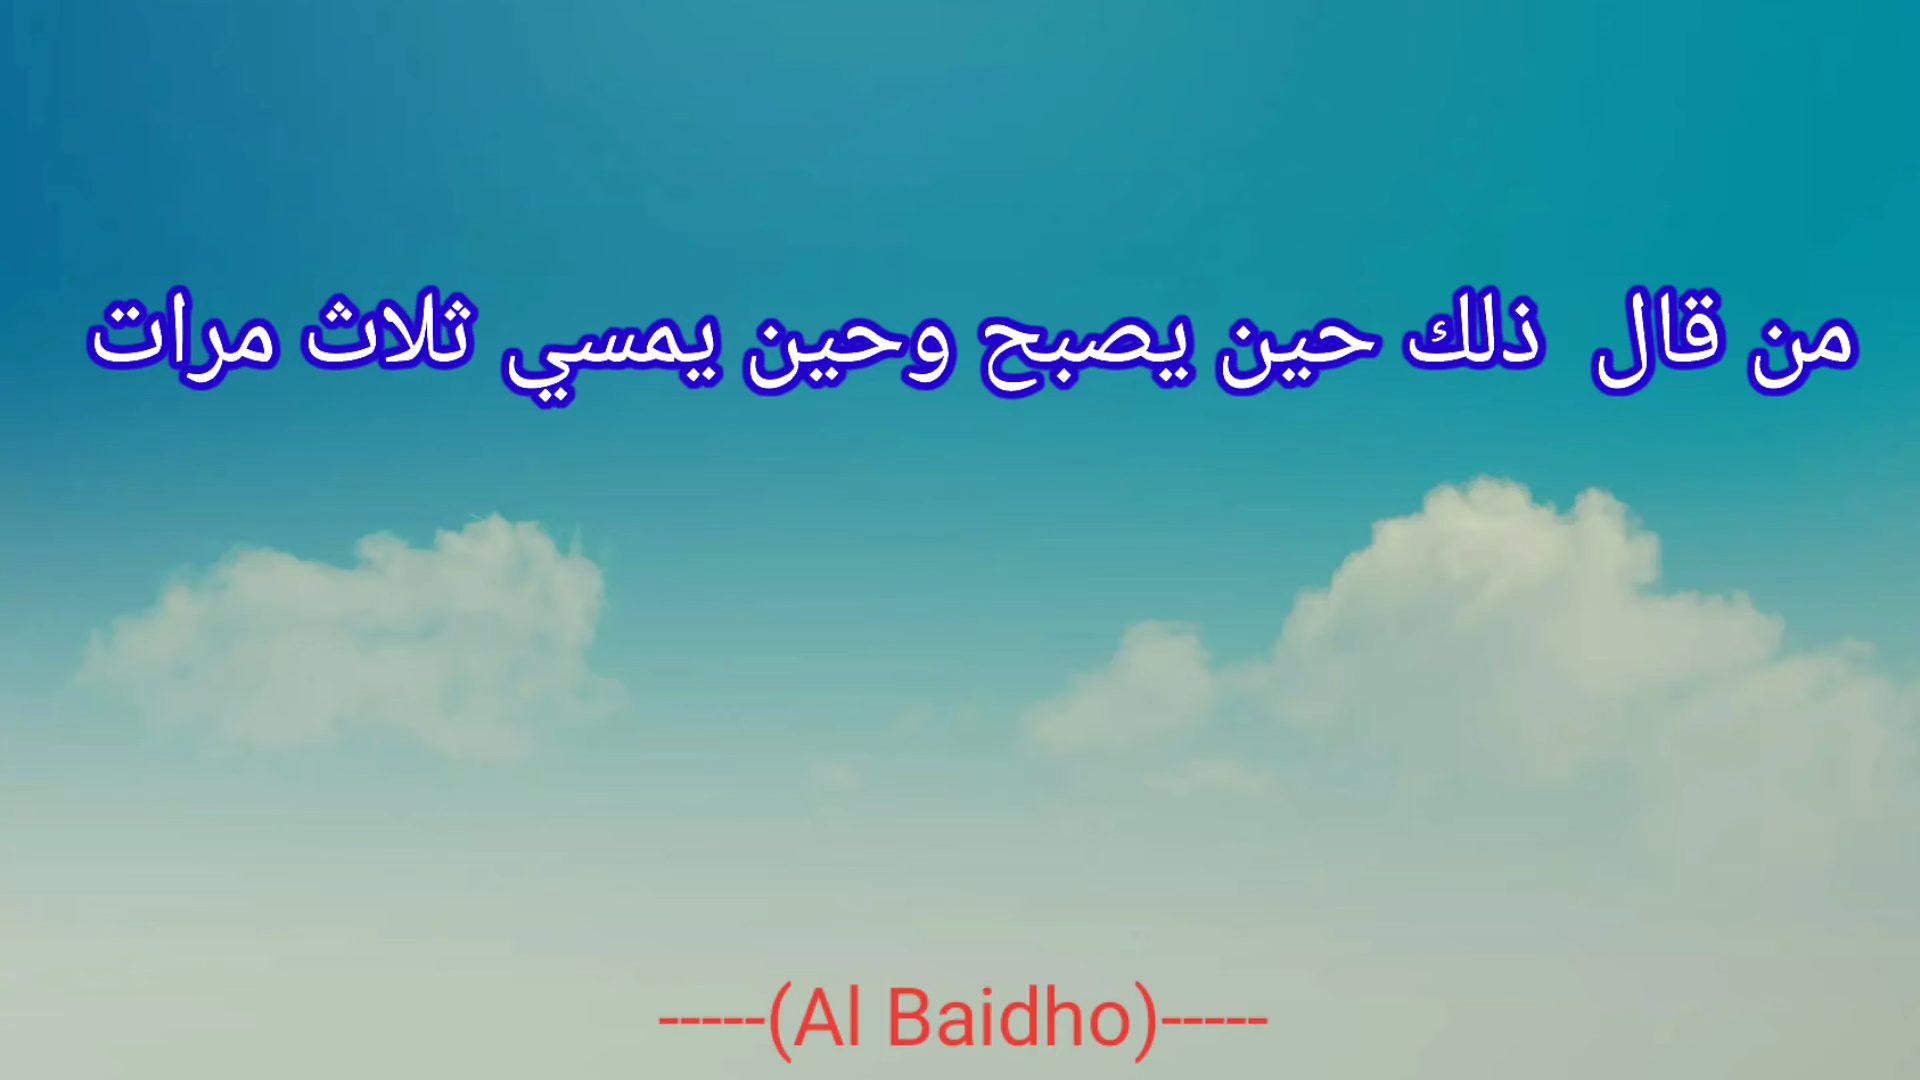 من قال ذلك حين يصبح وحين يمسي ثلاث مرات
-----(Al Baidho)-----